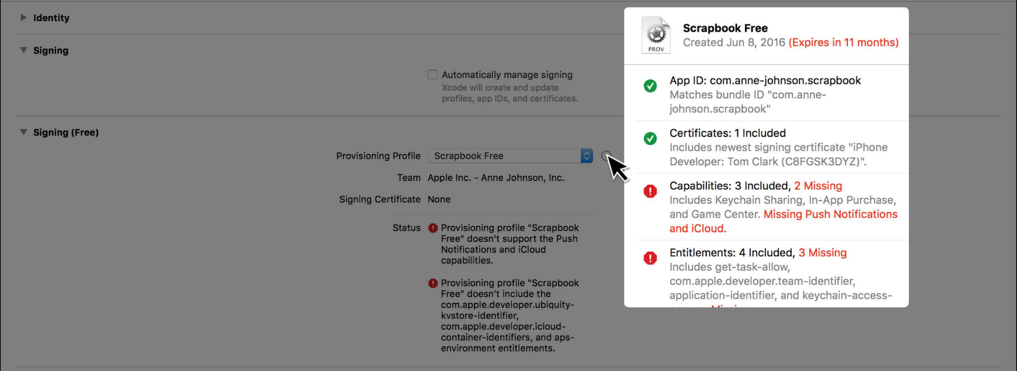 Identity
Signing
Automatically manage signing
Xcode will create and update
profiles, app IDs, and certificates.
Signing (Free)
Provisioning Profile Scrapbook Free
Team Apple Inc. - Anne Johnson, Inc.
Signing Certificate None
Status Provisioning profile "Scrapbook
Free" doesn't support the Push
Notifications and iCloud
capabilities.
Provisioning profile "Scrapbook
Free" doesn't include the
com.apple.developer.ubiquity-
kvstore-identifier,
com.apple.developer.icloud-
container-identifiers, and aps-
environment entitlements.
PROV
Scrapbook Free
Created Jun 8, 2016 (Expires in 11 months)
App ID: com.anne-johnson.scrapbook
Matches bundle ID "com.anne-
johnson.scrapbook"
Certificates: 1 Included
Includes newest signing certificate "iPhone
Developer: Tom Clark (C8FGSK3DYZ)".
Capabilities: 3 Included, 2 Missing
Includes Keychain Sharing, In-App Purchase,
and Game Center. Missing Push Notifications
and iCloud.
Entitlements: 4 Included, 3 Missing
Includes get-task-allow,
com.apple.developer.team-identifier,
application-identifier, and keychain-access-